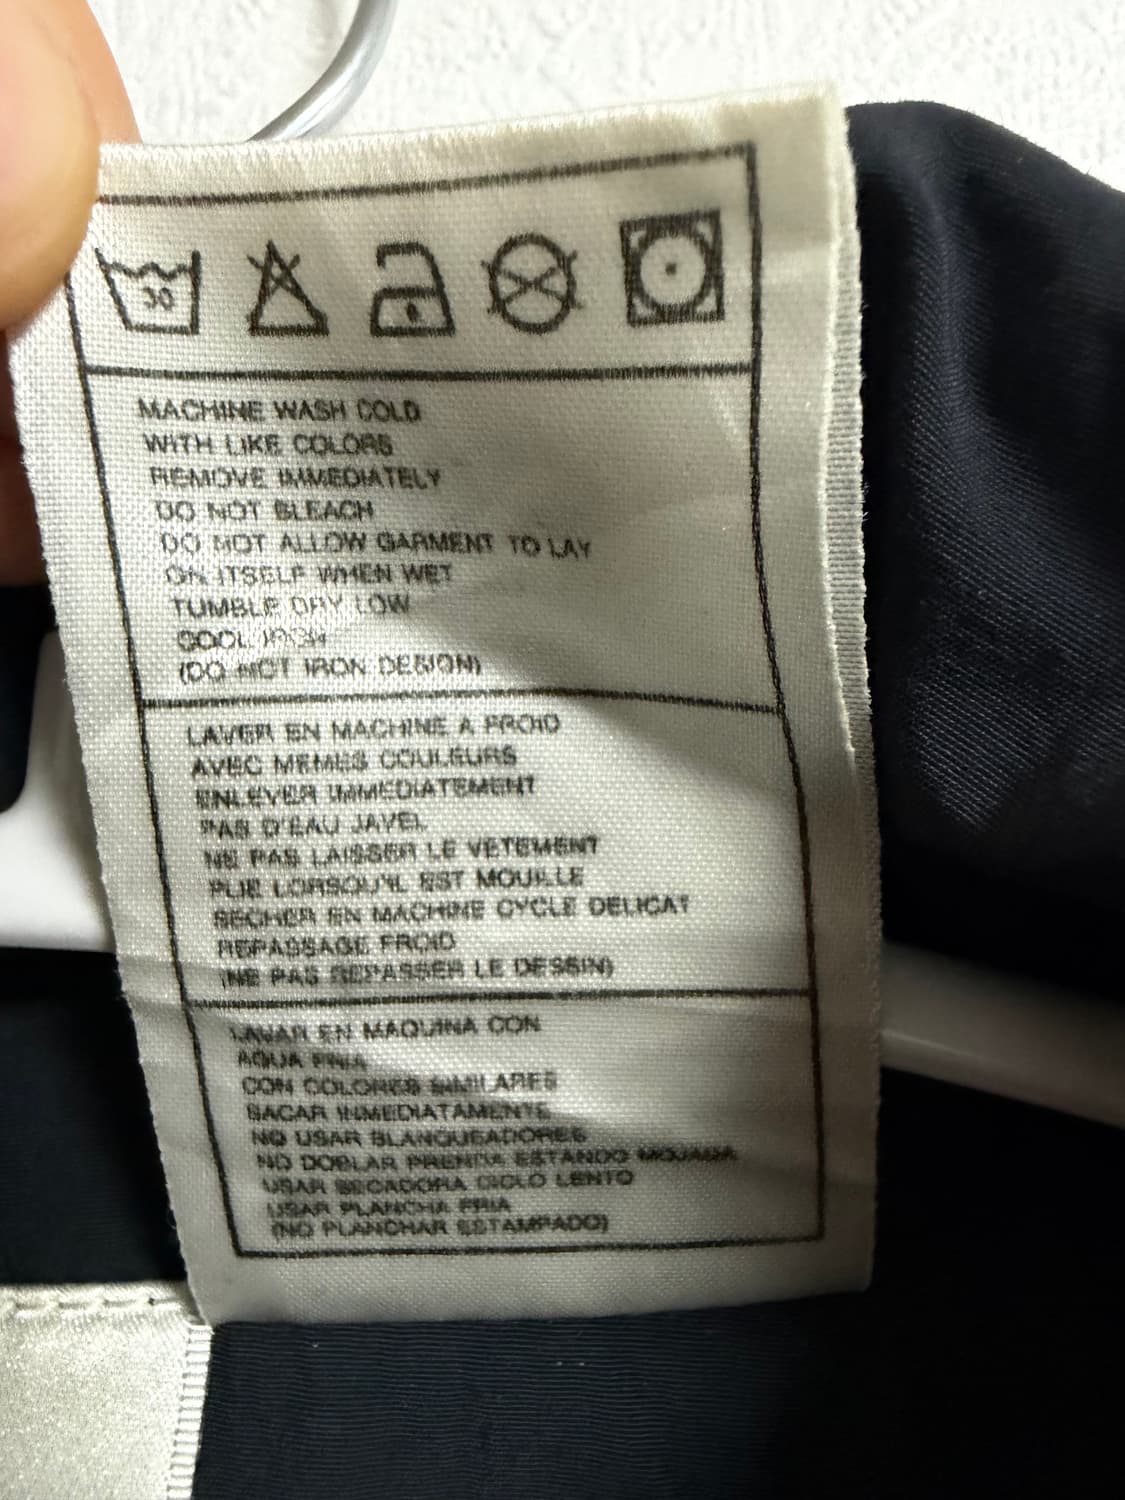 30
MACHINE WASH COLD
WITH LIKE COLORS
REMOVE IMMEDIATELY
DO NOT BLEACH
DO NOT ALLOW GARMENT TO LAY
ON ITSELF WHEN WET
TUMBLE DRY LOW
COOL IRON
(DO NOT IRON DESIGN)
LAVER EN MACHINE A FROID
AVEC MEMES COULEURS
ENLEVER IMMEDIATEMENT
PAS D'EAU JAVEL
NE PAS LAISSER LE VETEMENT
PLIE LORSQU'IL EST MOUILLE
SECHER EN MACHINE CYCLE DELICAT
REPASSAGE FROID
(NE PAS REPASSER LE DESSIN)
LAVAR EN MAQUINA CON
AQUA FRIA
CON COLORES SIMILARES
SACAR INMEDIATAMENTE
NO USAR BLANQUEADORES
NO DOBLAR PRENDA ESTANDO MOJADA
USAR SECADORA CICLO LENTO
USAR PLANCHA FRIA
(NO PLANCHAR ESTAMPADO)